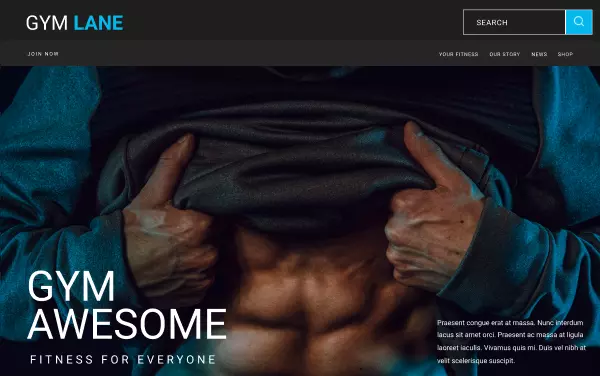 GYM LANE
SEARCH
JOIN NOW
YOUR FITNESS OUR STORY NEWS SHOP
GYM
AWESOME
FITNESS FOR EVERYONE
Praesent congue erat at massa. Nunc interdum
lacus sit amet orci. Praesent ac massa at ligula
laoreet iaculis. Vivamus quis mi. Duis vel nibh at
velit scelerisque suscipit.